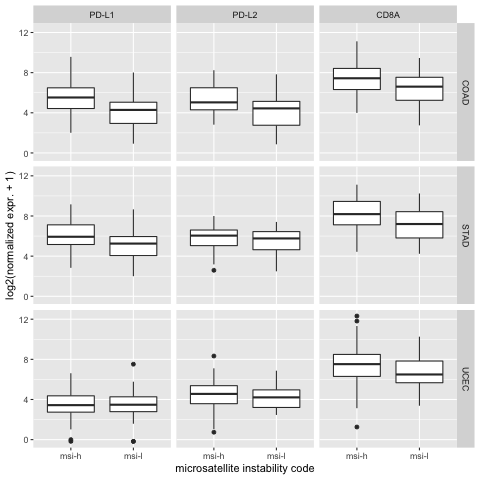 PD-L1 PD-L2 CD8A
12
8
4
0
COAD
12
8
4
0
STAD
12
8
4
0
UCEC
log2(normalized expr. + 1)
msi-h msi-l msi-h msi-l msi-h msi-l
microsatellite instability code